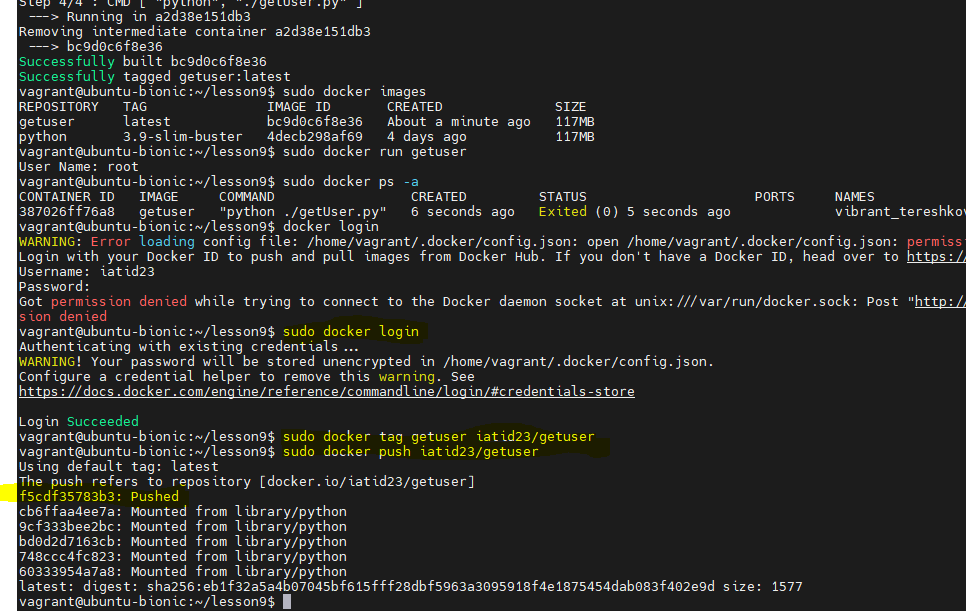 Step 4/4 : CMD [ "python", "./getUser.py" ]
---> Running in a2d38e151db3
Removing intermediate container a2d38e151db3
---> bc9d0c6f8e36
Successfully built bc9d0c6f8e36
Successfully tagged getuser:latest
vagrant@ubuntu-bionic:~/lesson9$ sudo docker images
REPOSITORY TAG IMAGE ID CREATED SIZE
getuser latest bc9d0c6f8e36 About a minute ago 117MB
python 3.9-slim-buster 4decb298af69 4 days ago 117MB
vagrant@ubuntu-bionic:~/lesson9$ sudo docker run getuser
User Name: root
vagrant@ubuntu-bionic:~/lesson9$ sudo docker ps -a
CONTAINER ID IMAGE COMMAND CREATED STATUS PORTS NAMES
387026ff76a8 getuser "python ./getUser.py" 6 seconds ago Exited (0) 5 seconds ago vibrant_tereshkov
vagrant@ubuntu-bionic:~/lesson9$ docker login
WARNING: Error loading config file: /home/vagrant/.docker/config.json: open /home/vagrant/.docker/config.json: permiss
Login with your Docker ID to push and pull images from Docker Hub. If you don't have a Docker ID, head over to https:/
Username: iatid23
Password:
Got permission denied while trying to connect to the Docker daemon socket at unix:///var/run/docker.sock: Post "http:/
sion denied
vagrant@ubuntu-bionic:~/lesson9$ sudo docker login
Authenticating with existing credentials...
WARNING! Your password will be stored unencrypted in /home/vagrant/.docker/config.json.
Configure a credential helper to remove this warning. See
https://docs.docker.com/engine/reference/commandline/login/#credentials-store
Login Succeeded
vagrant@ubuntu-bionic:~/lesson9$ sudo docker tag getuser iatid23/getuser
vagrant@ubuntu-bionic:~/lesson9$ sudo docker push iatid23/getuser
Using default tag: latest
The push refers to repository [docker.io/iatid23/getuser]
f5cdf35783b3: Pushed
cb6ffaa4ee7a: Mounted from library/python
9cf333bee2bc: Mounted from library/python
bd0d2d7163cb: Mounted from library/python
748ccc4fc823: Mounted from library/python
60333954a7a8: Mounted from library/python
latest: digest: sha256:eb1f32a5a4b07045bf615fff28dbf5963a3095918f4e1875454dab083f402e9d size: 1577
vagrant@ubuntu-bionic:~/lesson9$